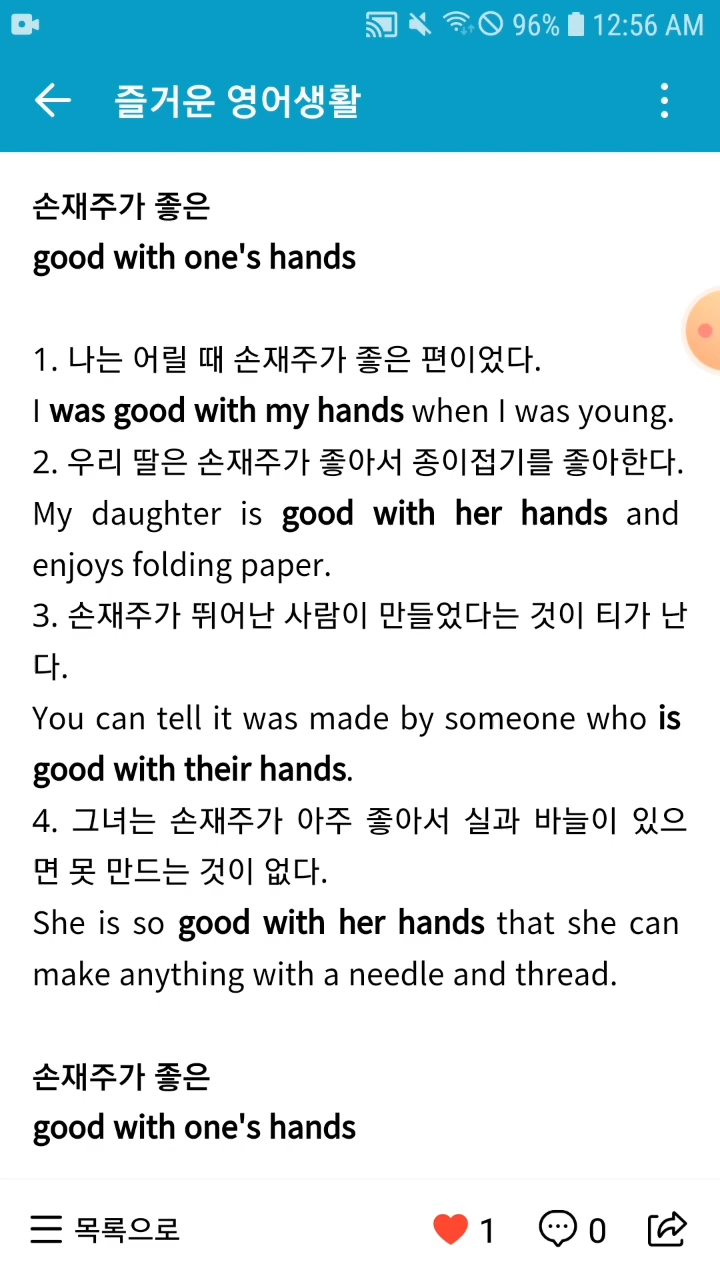 96% 12:56 AM
즐거운 영어생활
손재주가 좋은
good with one's hands
1. 나는 어릴 때 손재주가 좋은 편이었다.
I was good with my hands when I was young.
2. 우리 딸은 손재주가 좋아서 종이접기를 좋아한다.
My daughter is good with her hands and
enjoys folding paper.
3. 손재주가 뛰어난 사람이 만들었다는 것이 티가 난
다.
You can tell it was made by someone who is
good with their hands.
4. 그녀는 손재주가 아주 좋아서 실과 바늘이 있으
면 못 만드는 것이 없다.
She is so good with her hands that she can
make anything with a needle and thread.
손재주가 좋은
good with one's hands
목록으로 1 0